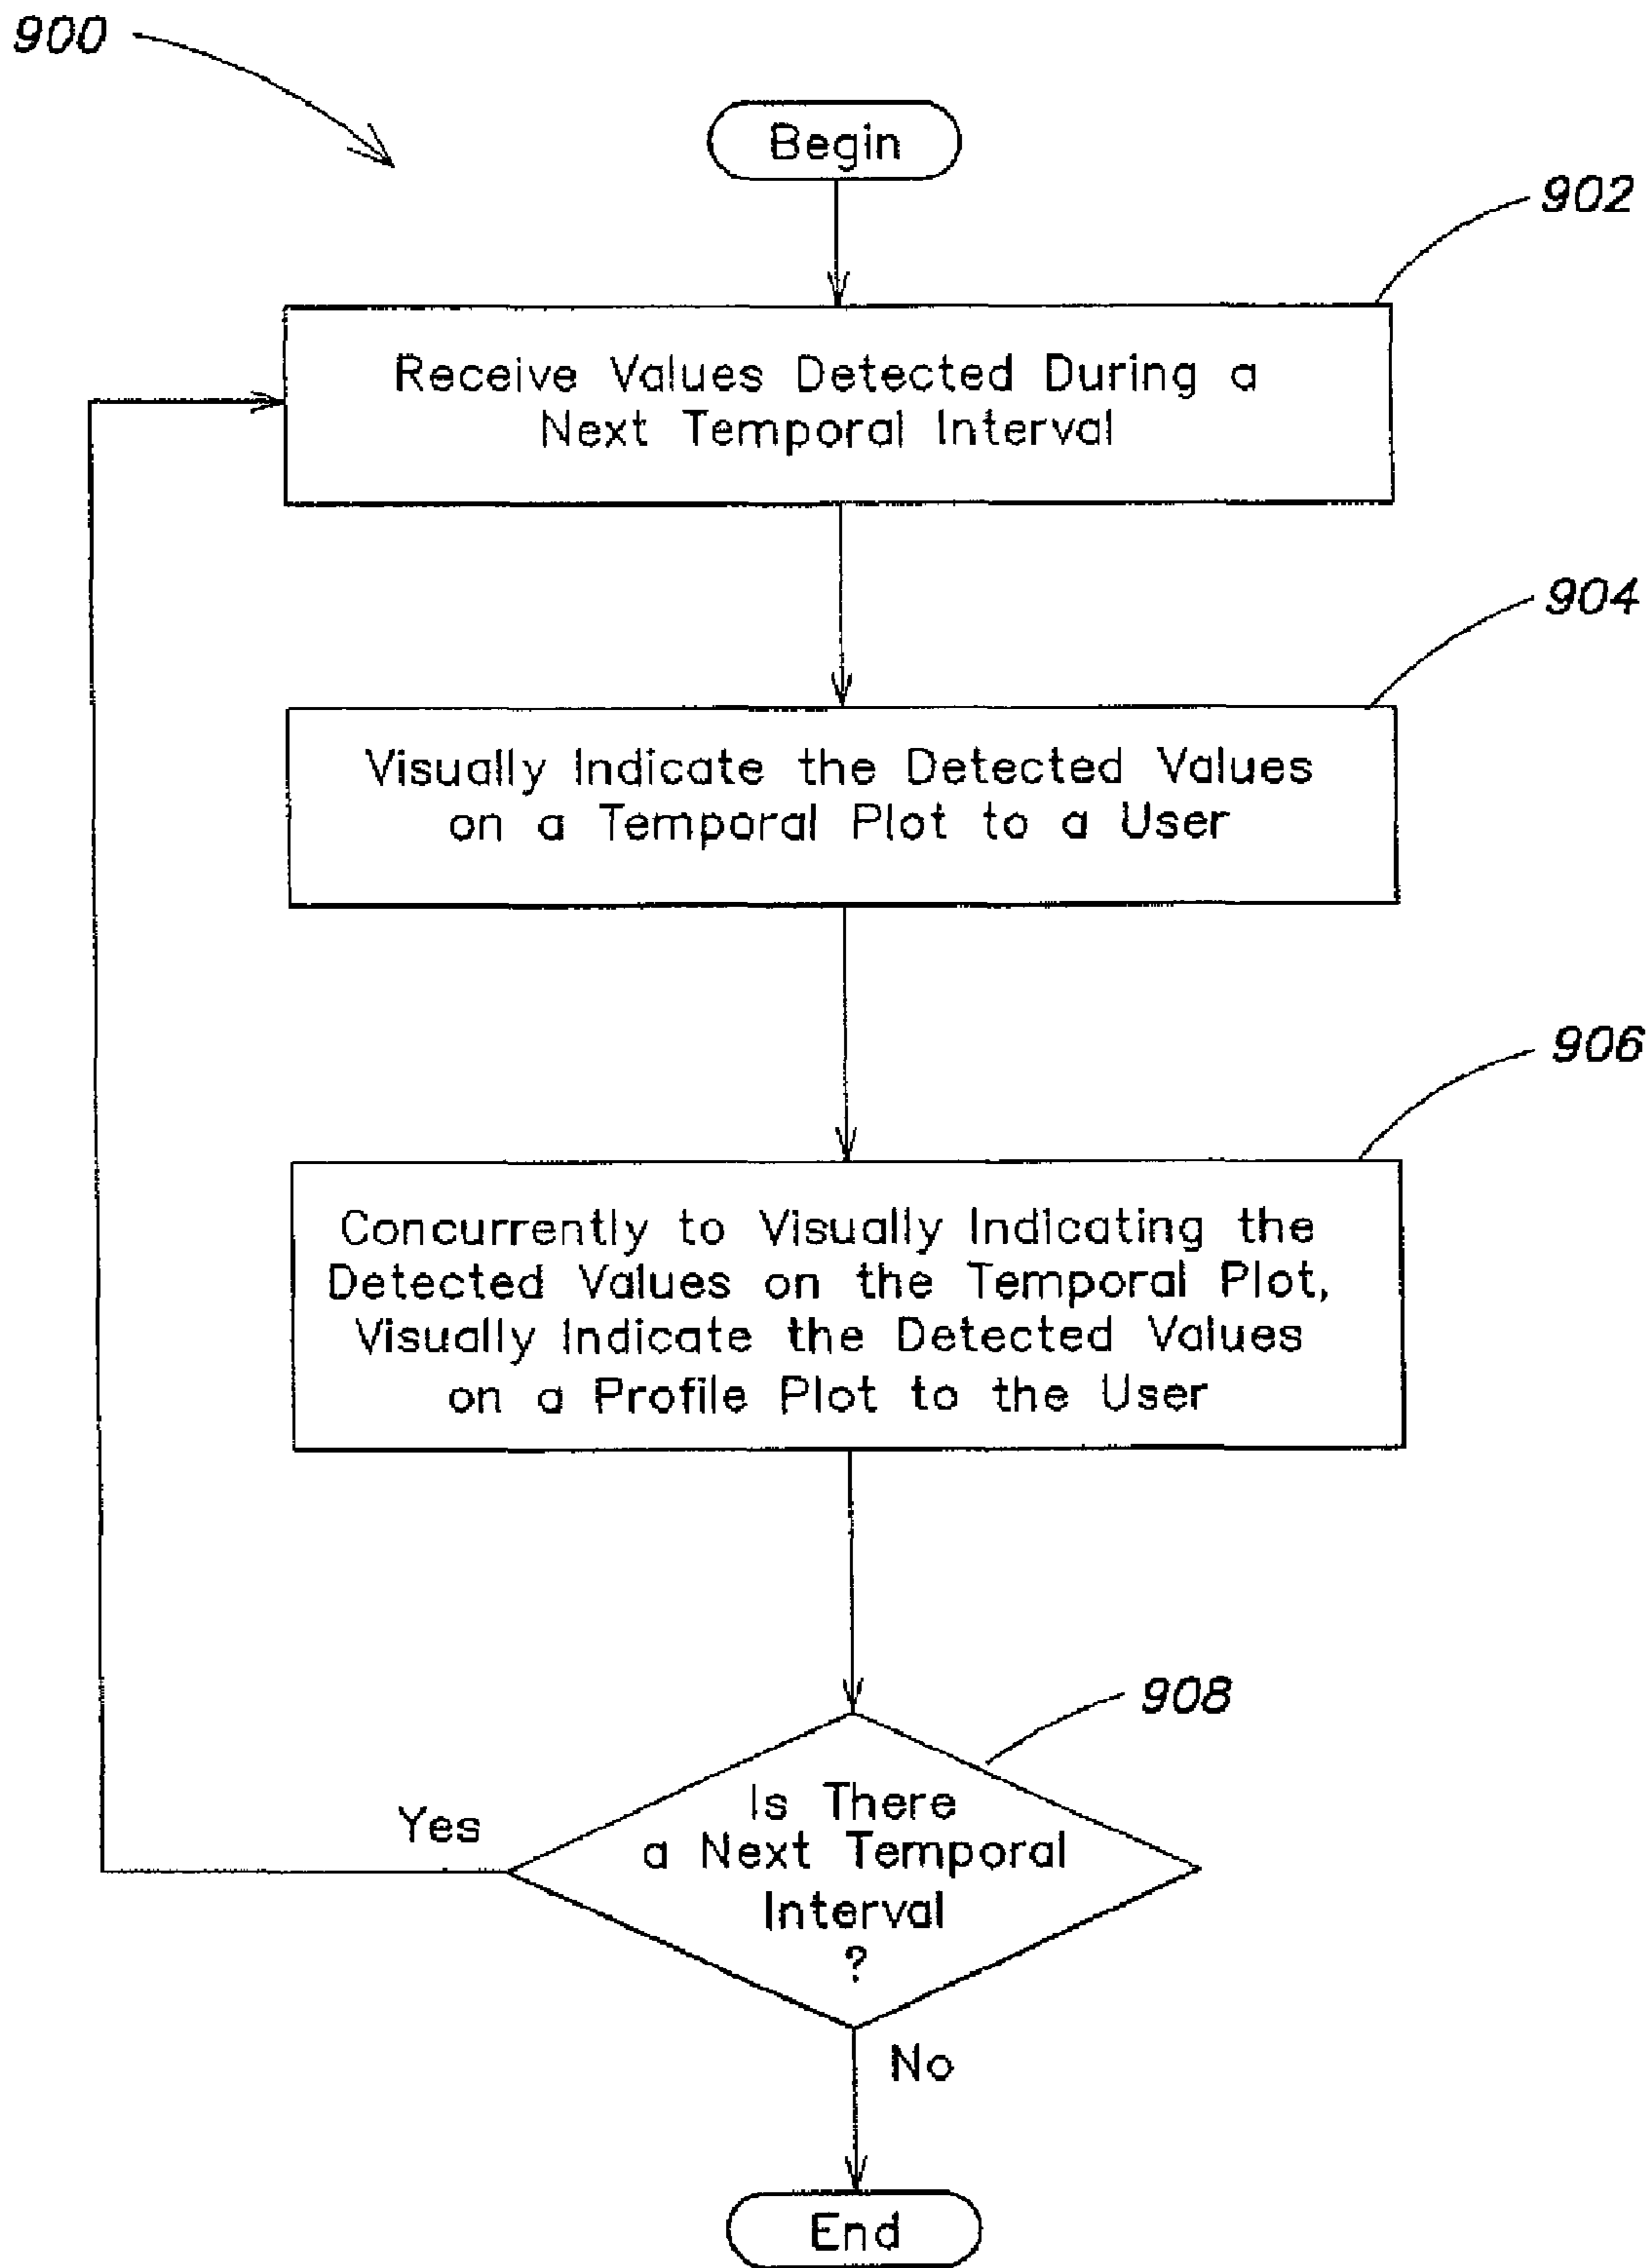 900
Begin
902
Receive Values Detected During a
Next Temporal Interval
904
Visually Indicate the Detected Values
on a Temporal Plot to a User
906
Concurrently to Visually Indicating the
Detected Values on the Temporal Plot,
Visually Indicate the Detected Values
on a Profile Plot to the User
908
Is There
a Next Temporal
Interval
?
Yes
No
End